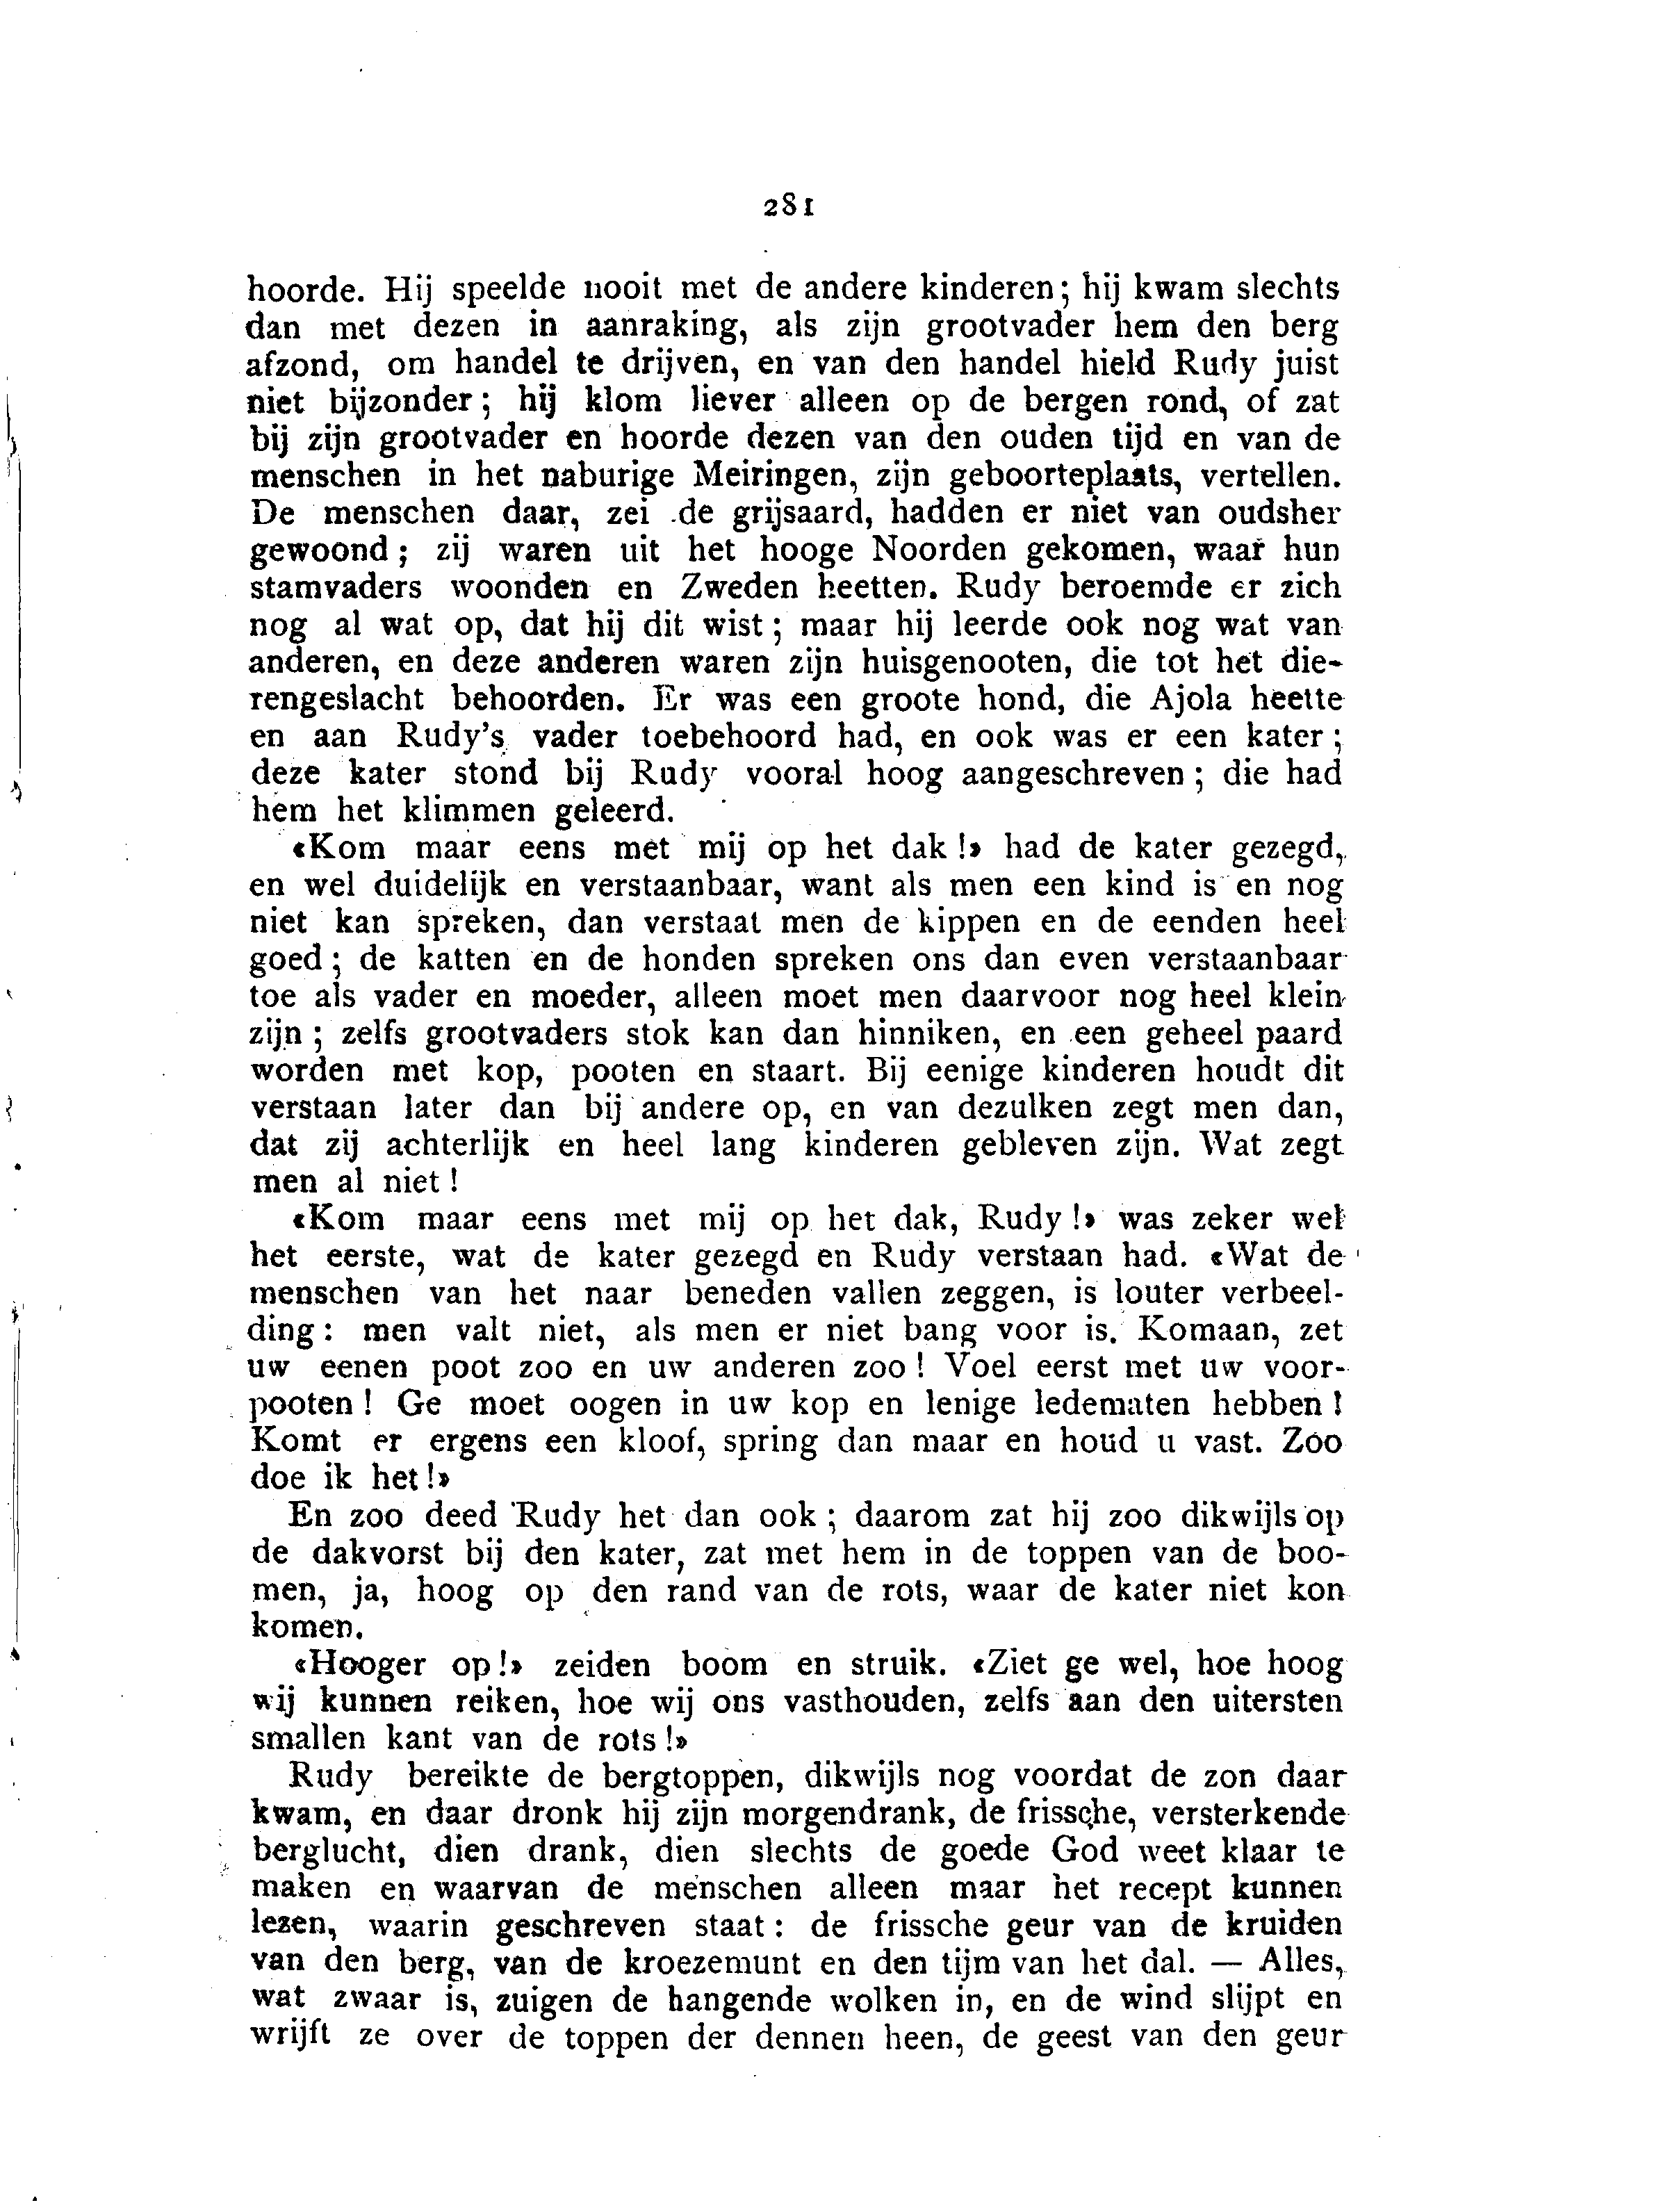 281
hoorde. Hij speelde nooit met de andere kinderen; hij kwam slechts
dan met dezen in aanraking, als zijn grootvader hem den berg
afzond, om handel te drijven, en van den handel hield Rudy juist
niet bijzonder; hij klom liever alleen op de bergen rond, of zat
bij zijn grootvader en hoorde dezen van den ouden tijd en van de
menschen in het naburige Meiringen, zijn geboorteplaats, vertellen.
De menschen daar, zei de grijsaard, hadden er niet van oudsher
gewoond; zij waren uit het hooge Noorden gekomen, waar hun
stamvaders woonden en Zweden heetten. Rudy beroemde er zich
nog al wat op, dat hij dit wist; maar hij leerde ook nog wat van
anderen, en deze anderen waren zijn huisgenooten, die tot het die-
rengeslacht behoorden. Er was een groote hond, die Ajola heette
en aan Rudy's vader toebehoord had, en ook was er een kater;
deze kater stond bij Rudy vooral hoog aangeschreven; die had
hem het klimmen geleerd.
«Kom maar eens met mij op het dak!» had de kater gezegd,
en wel duidelijk en verstaanbaar, want als men een kind is en nog
niet kan spreken, dan verstaat men de kippen en de eenden heel
goed; de katten en de honden spreken ons dan even verstaanbaar
toe als vader en moeder, alleen moet men daarvoor nog heel klein
zijn; zelfs grootvaders stok kan dan hinniken, en een geheel paard
worden met kop, pooten en staart. Bij eenige kinderen houdt dit
verstaan later dan bij andere op, en van dezulken zegt men dan,
dat zij achterlijk en heel lang kinderen gebleven zijn. Wat zegt
men al niet!
«Kom maar eens met mij op het dak, Rudy!» was zeker wel
het eerste, wat de kater gezegd en Rudy verstaan had. «Wat de
menschen van het naar beneden vallen zeggen, is louter verbeel-
ding: men valt niet, als men er niet bang voor is. Komaan, zet
uw eenen poot zoo en uw anderen zoo! Voel eerst met uw voor-
pooten! Ge moet oogen in uw kop en lenige ledematen hebben!
Komt er ergens een kloof, spring dan maar en houd u vast. Zoo
doe ik het!»
En zoo deed Rudy het dan ook; daarom zat hij zoo dikwijls op
de dakvorst bij den kater, zat met hem in de toppen van de boo-
men, ja, hoog op den rand van de rots, waar de kater niet kon
komen.
«Hooger op!» zeiden boom en struik. «Ziet ge wel, hoe hoog
wij kunnen reiken, hoe wij ons vasthouden, zelfs aan den uitersten
smallen kant van de rots!»
Rudy bereikte de bergtoppen, dikwijls nog voordat de zon daar
kwam, en daar dronk hij zijn morgendrank, de frissche, versterkende
berglucht, dien drank, dien slechts de goede God weet klaar te
maken en waarvan de menschen alleen maar het recept kunnen
lezen, waarin geschreven staat: de frissche geur van de kruiden
van den berg, van de kroezemunt en den tijm van het dal. — Alles,
wat zwaar is, zuigen de hangende wolken in, en de wind slijpt en
wrijft ze over de toppen der dennen heen, de geest van den geur